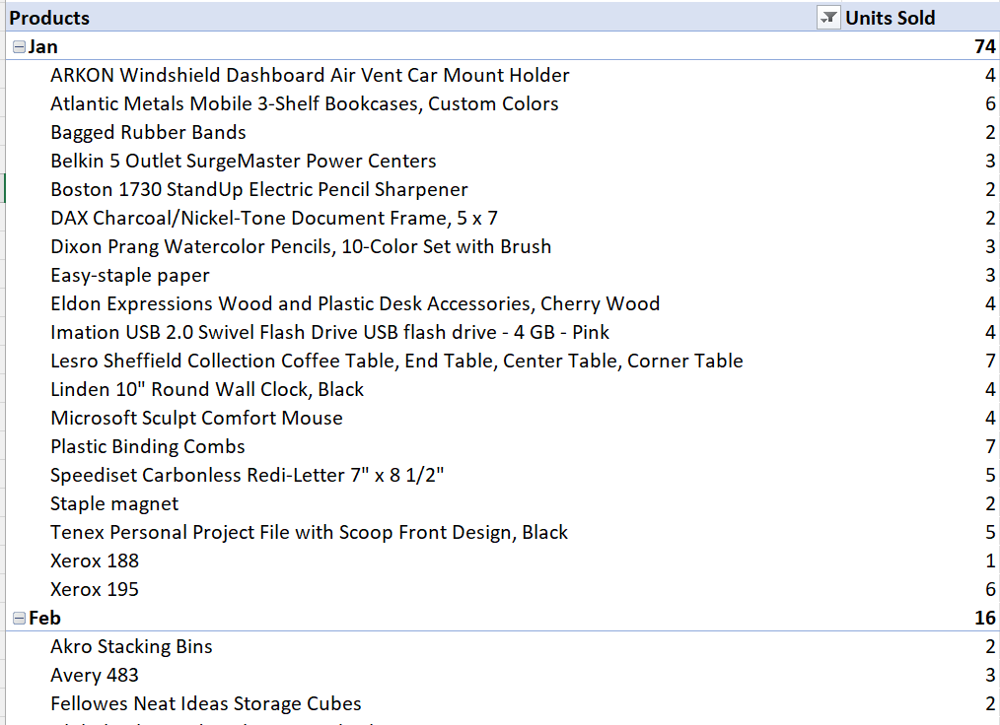 Products Units Sold
Jan 74
ARKON Windshield Dashboard Air Vent Car Mount Holder 4
Atlantic Metals Mobile 3-Shelf Bookcases, Custom Colors 6
Bagged Rubber Bands 2
Belkin 5 Outlet SurgeMaster Power Centers 3
Boston 1730 StandUp Electric Pencil Sharpener 2
DAX Charcoal/Nickel-Tone Document Frame, 5 x 7 2
Dixon Prang Watercolor Pencils, 10-Color Set with Brush 3
Easy-staple paper 3
Eldon Expressions Wood and Plastic Desk Accessories, Cherry Wood 4
Imation USB 2.0 Swivel Flash Drive USB flash drive - 4 GB - Pink 4
Lesro Sheffield Collection Coffee Table, End Table, Center Table, Corner Table 7
Linden 10" Round Wall Clock, Black 4
Microsoft Sculpt Comfort Mouse 4
Plastic Binding Combs 7
Speediset Carbonless Redi-Letter 7" x 8 1/2" 5
Staple magnet 2
Tenex Personal Project File with Scoop Front Design, Black 5
Xerox 188 1
Xerox 195 6
Feb 16
Akro Stacking Bins 2
Avery 483 3
Fellowes Neat Ideas Storage Cubes 2